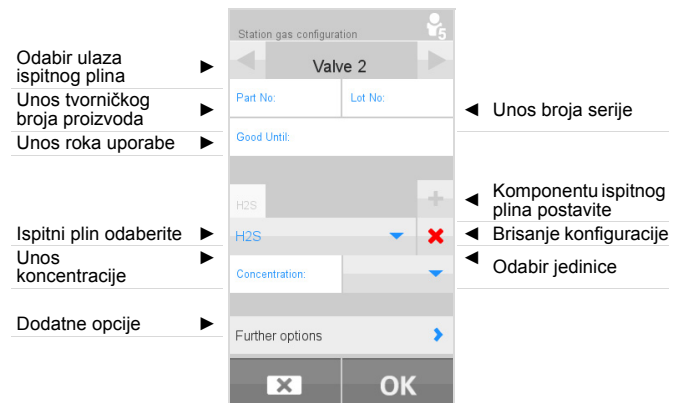 Station gas configuration
5
Odabir ulaza
ispitnog plina
Valve 2
Unos tvorničkog
broja proizvoda
Part No:
Lot No:
Unos broja serije
Unos roka uporabe
Good Until:
H2S
Komponentu ispitnog
plina postavite
Ispitni plin odaberite
H2S
Brisanje konfiguracije
Unos
koncentracije
Concentration:
Odabir jedinice
Dodatne opcije
Further options
OK